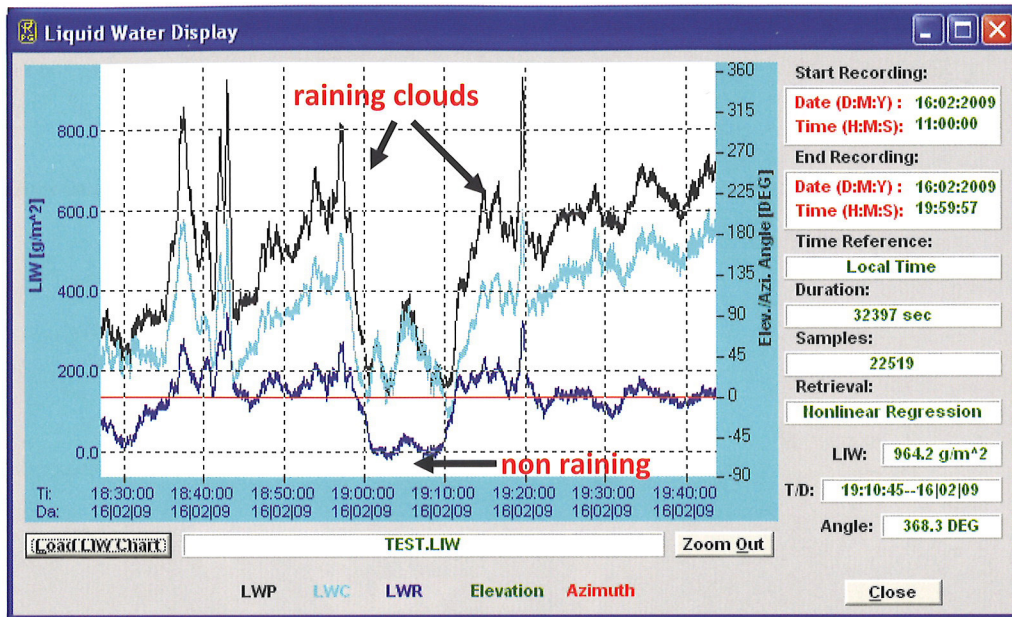 Liquid Water Display
raining clouds
non raining
LIW [g/m^2]
800.0
600.0
400.0
200.0
0.0
360
315
270
225
180
135
90
45
0
-45
-90
Elev./Azi. Angle [DEG]
Ti: 18:30:00 18:40:00 18:50:00 19:00:00 19:10:00 19:20:00 19:30:00 19:40:00
Da: 16|02|09 16|02|09 16|02|09 16|02|09 16|02|09 16|02|09 16|02|09 16|02|09
Load LIW Chart
TEST.LIW
Zoom Out
LWP LWC LWR Elevation Azimuth
Start Recording:
Date (D:M:Y) : 16:02:2009
Time (H:M:S): 11:00:00
End Recording:
Date (D:M:Y) : 16:02:2009
Time (H:M:S): 19:59:57
Time Reference:
Local Time
Duration:
32397 sec
Samples:
22519
Retrieval:
Nonlinear Regression
LIW: 964.2 g/m^2
T/D: 19:10:45--16|02|09
Angle: 368.3 DEG
Close